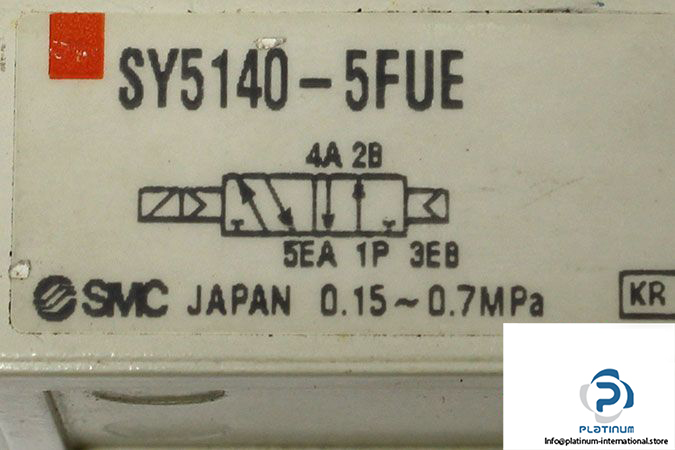 SY5140-5FUE
4A 2B
5EA 1P 3EB
SMC JAPAN 0.15~0.7MPa
KR
PLATINUM
Info@platinum-international.store